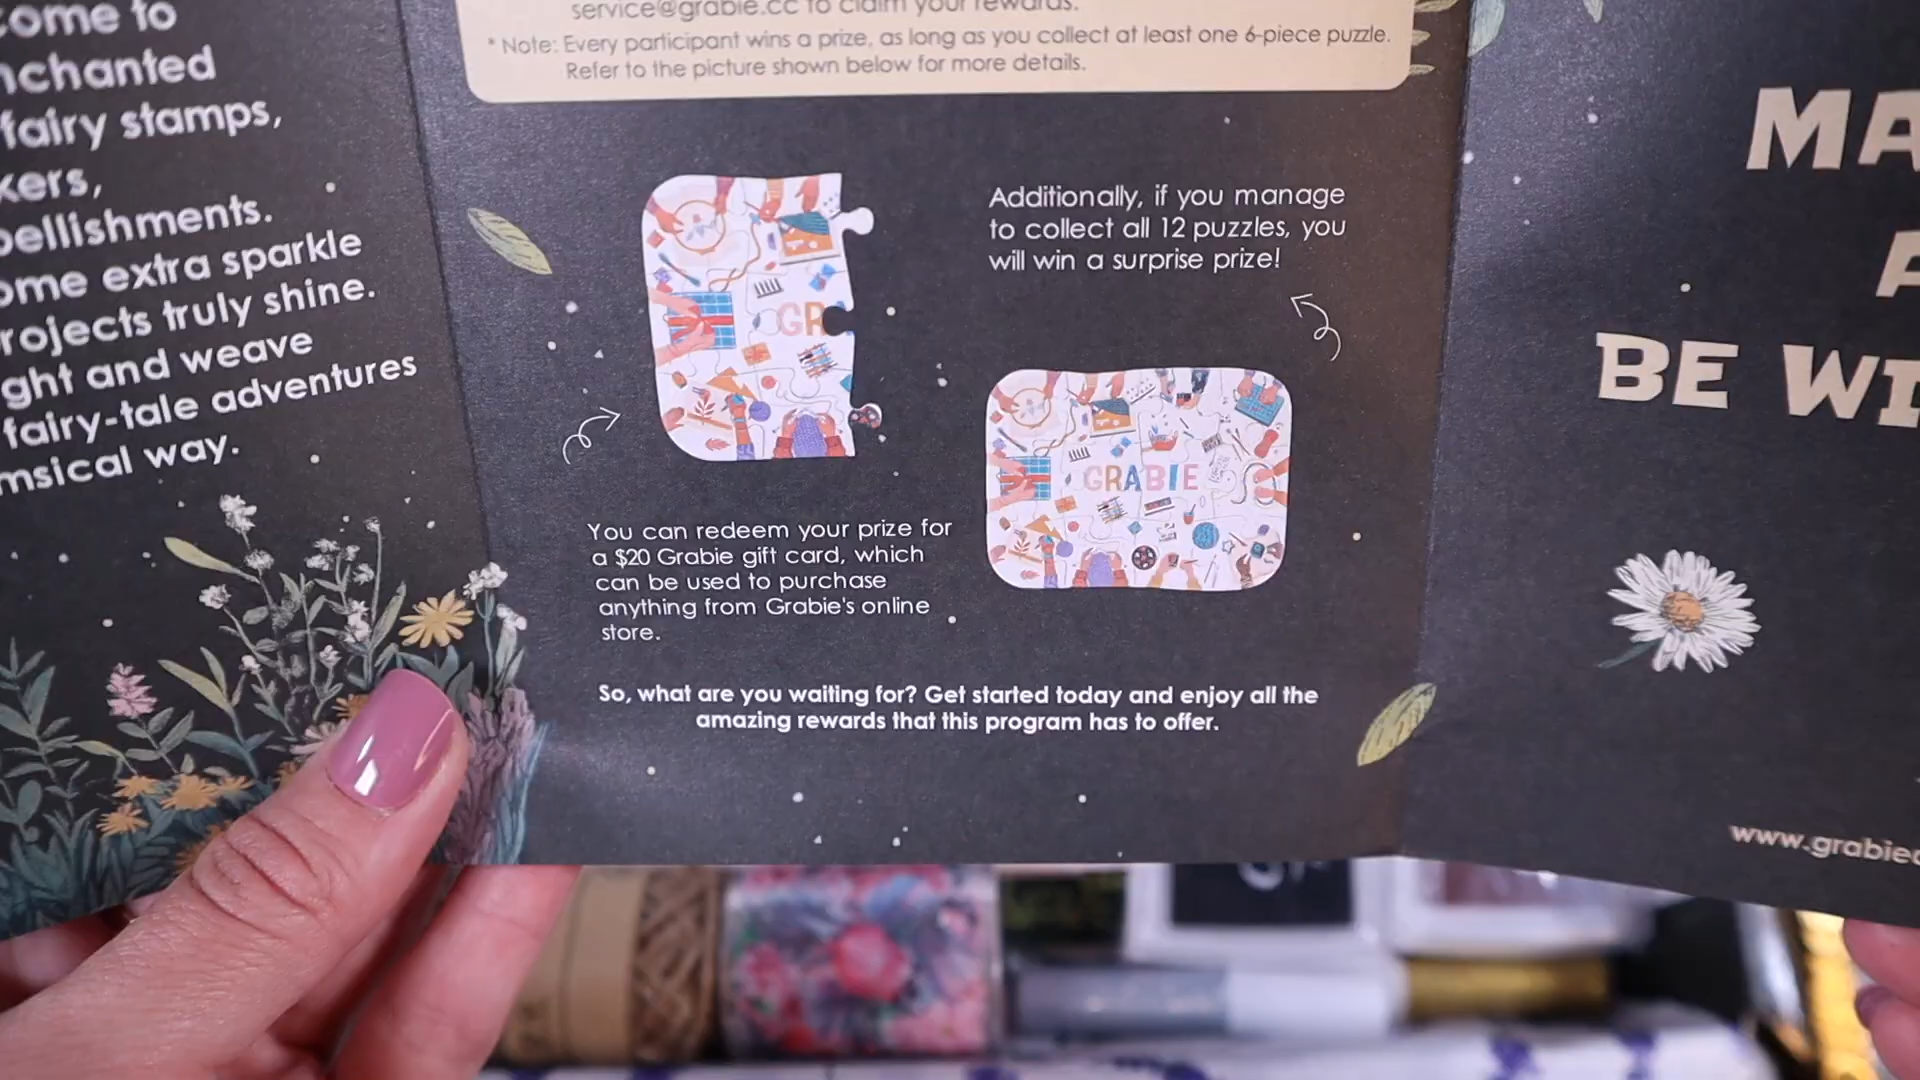 come to
nchanted
fairy stamps,
kers,
bellishments.
ome extra sparkle
rojects truly shine.
ght and weave
fairy-tale adventures
msical way.
service@grabie.cc to claim your rewards.
* Note: Every participant wins a prize, as long as you collect at least one 6-piece puzzle.
Refer to the picture shown below for more details.
GR
Additionally, if you manage
to collect all 12 puzzles, you
will win a surprise prize!
GRABIE
You can redeem your prize for
a $20 Grabie gift card, which
can be used to purchase
anything from Grabie's online
store.
So, what are you waiting for? Get started today and enjoy all the
amazing rewards that this program has to offer.
MA
A
BE WI
www.grabie